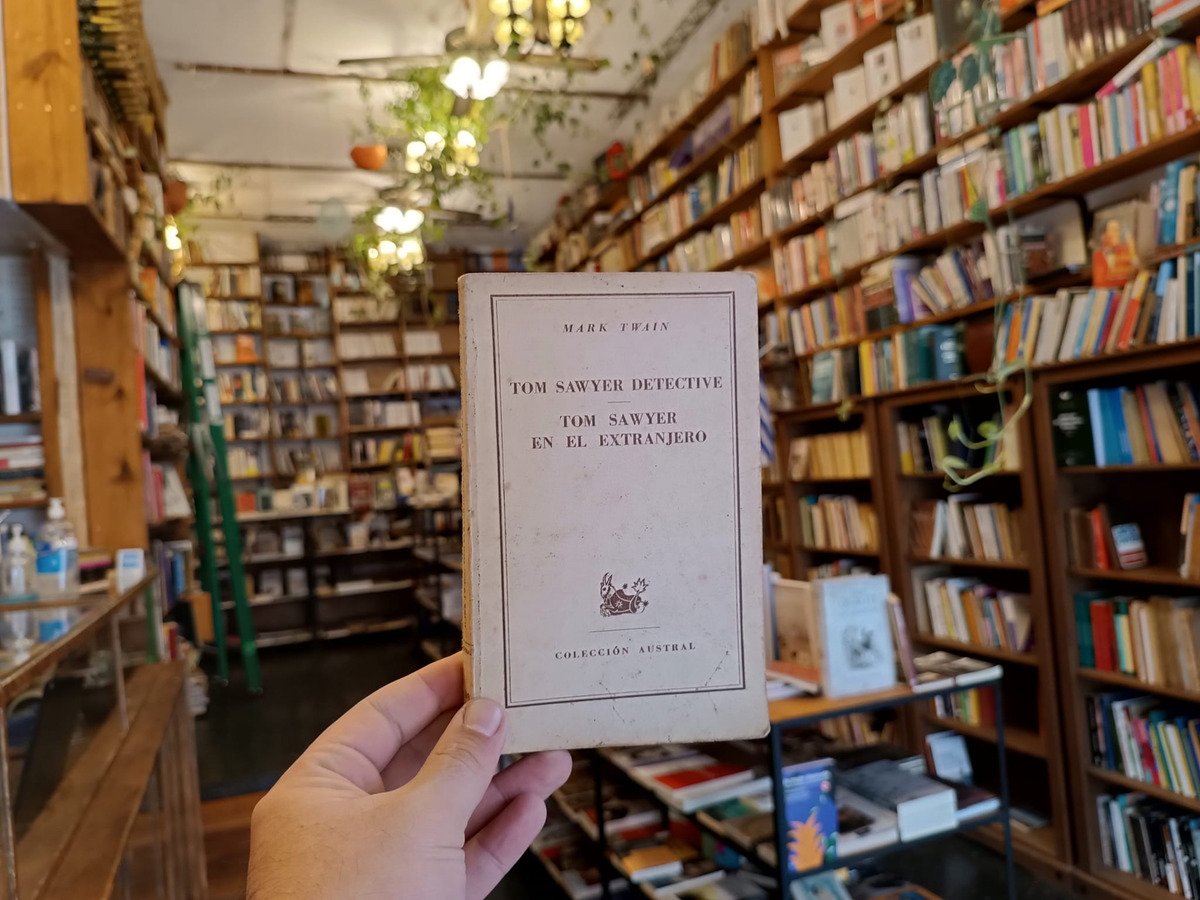 MARK TWAIN
TOM SAWYER DETECTIVE
TOM SAWYER
EN EL EXTRANJERO
COLECCIÓN AUSTRAL